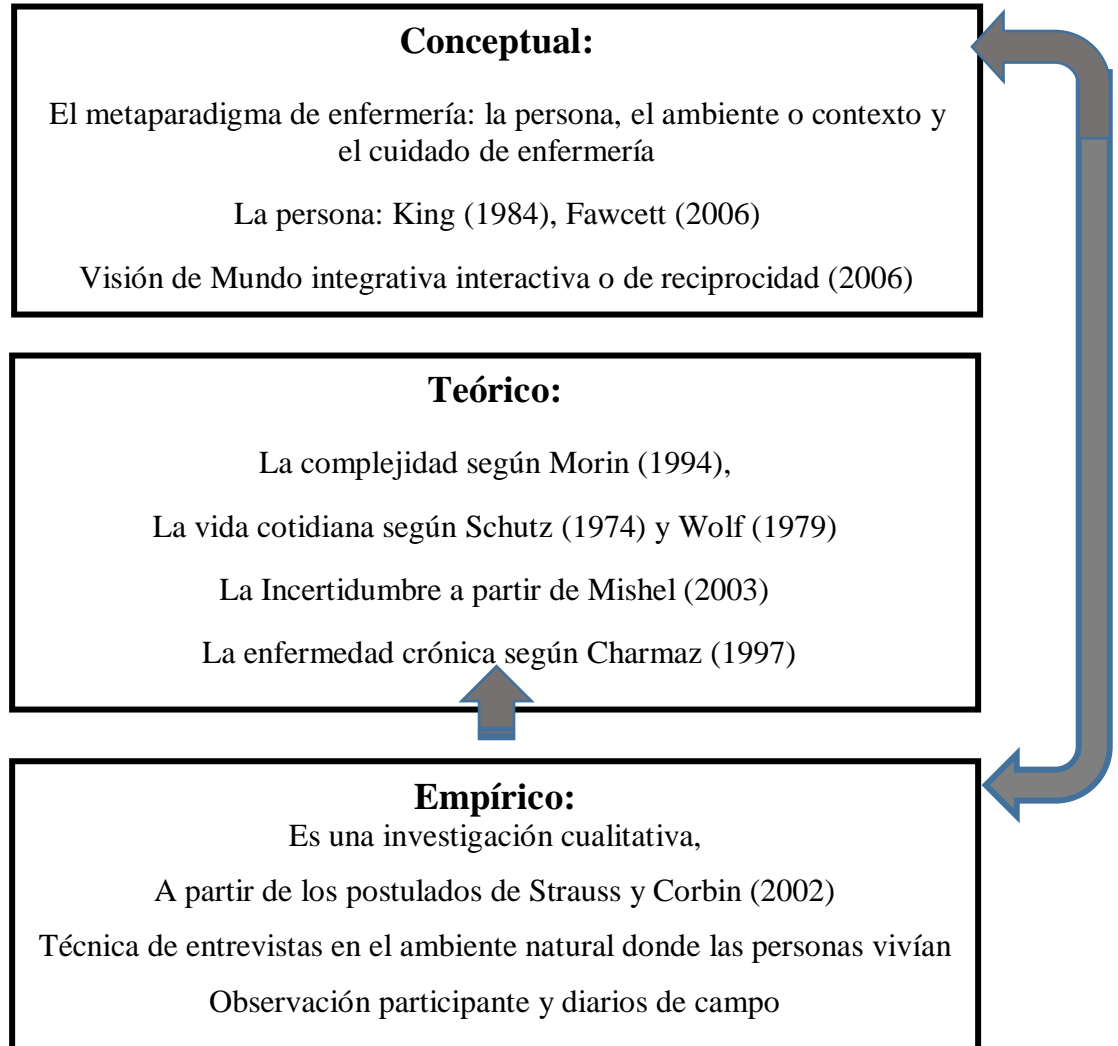 Conceptual:
El metaparadigma de enfermería: la persona, el ambiente o contexto y
el cuidado de enfermería
La persona: King (1984), Fawcett (2006)
Visión de Mundo integrativa interactiva o de reciprocidad (2006)
Teórico:
La complejidad según Morin (1994),
La vida cotidiana según Schutz (1974) y Wolf (1979)
La Incertidumbre a partir de Mishel (2003)
La enfermedad crónica según Charmaz (1997)
Empírico:
Es una investigación cualitativa,
A partir de los postulados de Strauss y Corbin (2002)
Técnica de entrevistas en el ambiente natural donde las personas vivían
Observación participante y diarios de campo